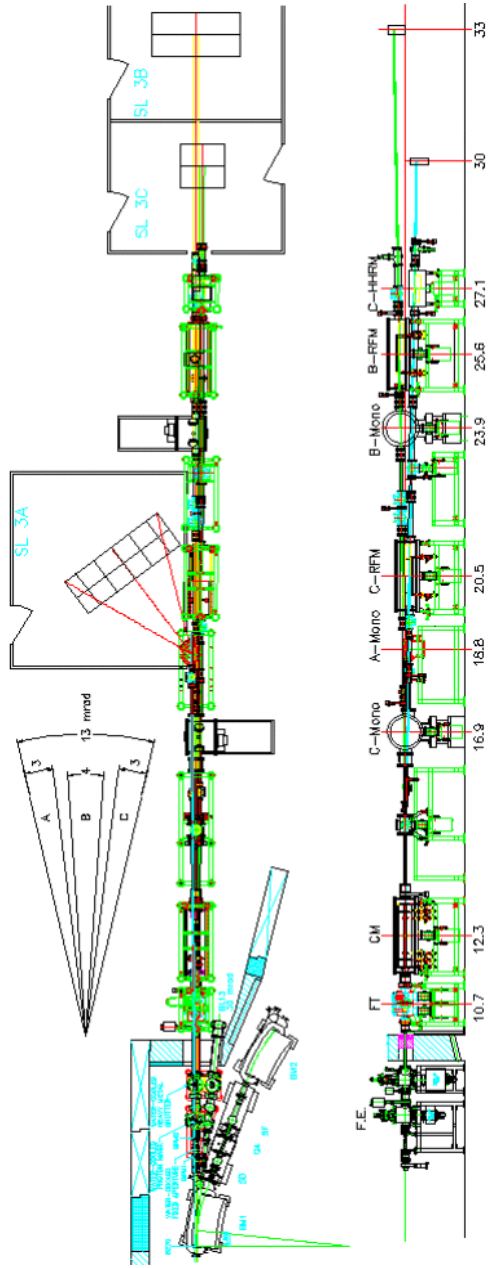 SL 3B
SL 3C
SL 3A
13 mrad
3
4
3
A
B
C
BM1
BM2
33
30
27.1
25.6
23.9
20.5
18.8
16.9
12.3
10.7
C-HHRM
B-RFM
B-Mono
C-RFM
A-Mono
C-Mono
CM
FT
F.E.